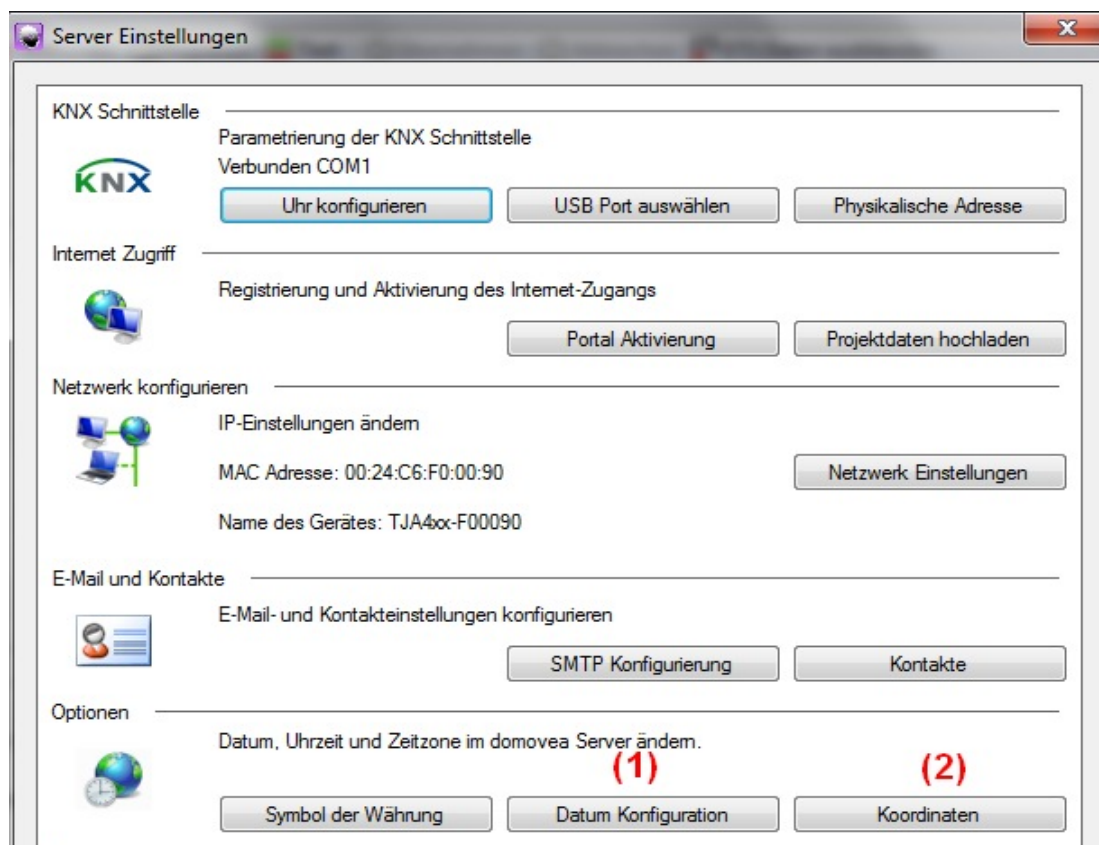 Server Einstellungen
KNX Schnittstelle
Parametrierung der KNX Schnittstelle
Verbunden COM1
KNX
Uhr konfigurieren
USB Port auswählen
Physikalische Adresse
Internet Zugriff
Registrierung und Aktivierung des Internet-Zugangs
Portal Aktivierung
Projektdaten hochladen
Netzwerk konfigurieren
IP-Einstellungen ändern
MAC Adresse: 00:24:C6:F0:00:90
Netzwerk Einstellungen
Name des Gerätes: TJA4xx-F00090
E-Mail und Kontakte
E-Mail- und Kontakteinstellungen konfigurieren
SMTP Konfigurierung
Kontakte
Optionen
Datum, Uhrzeit und Zeitzone im domovea Server ändern.
(1)
(2)
Symbol der Währung
Datum Konfiguration
Koordinaten